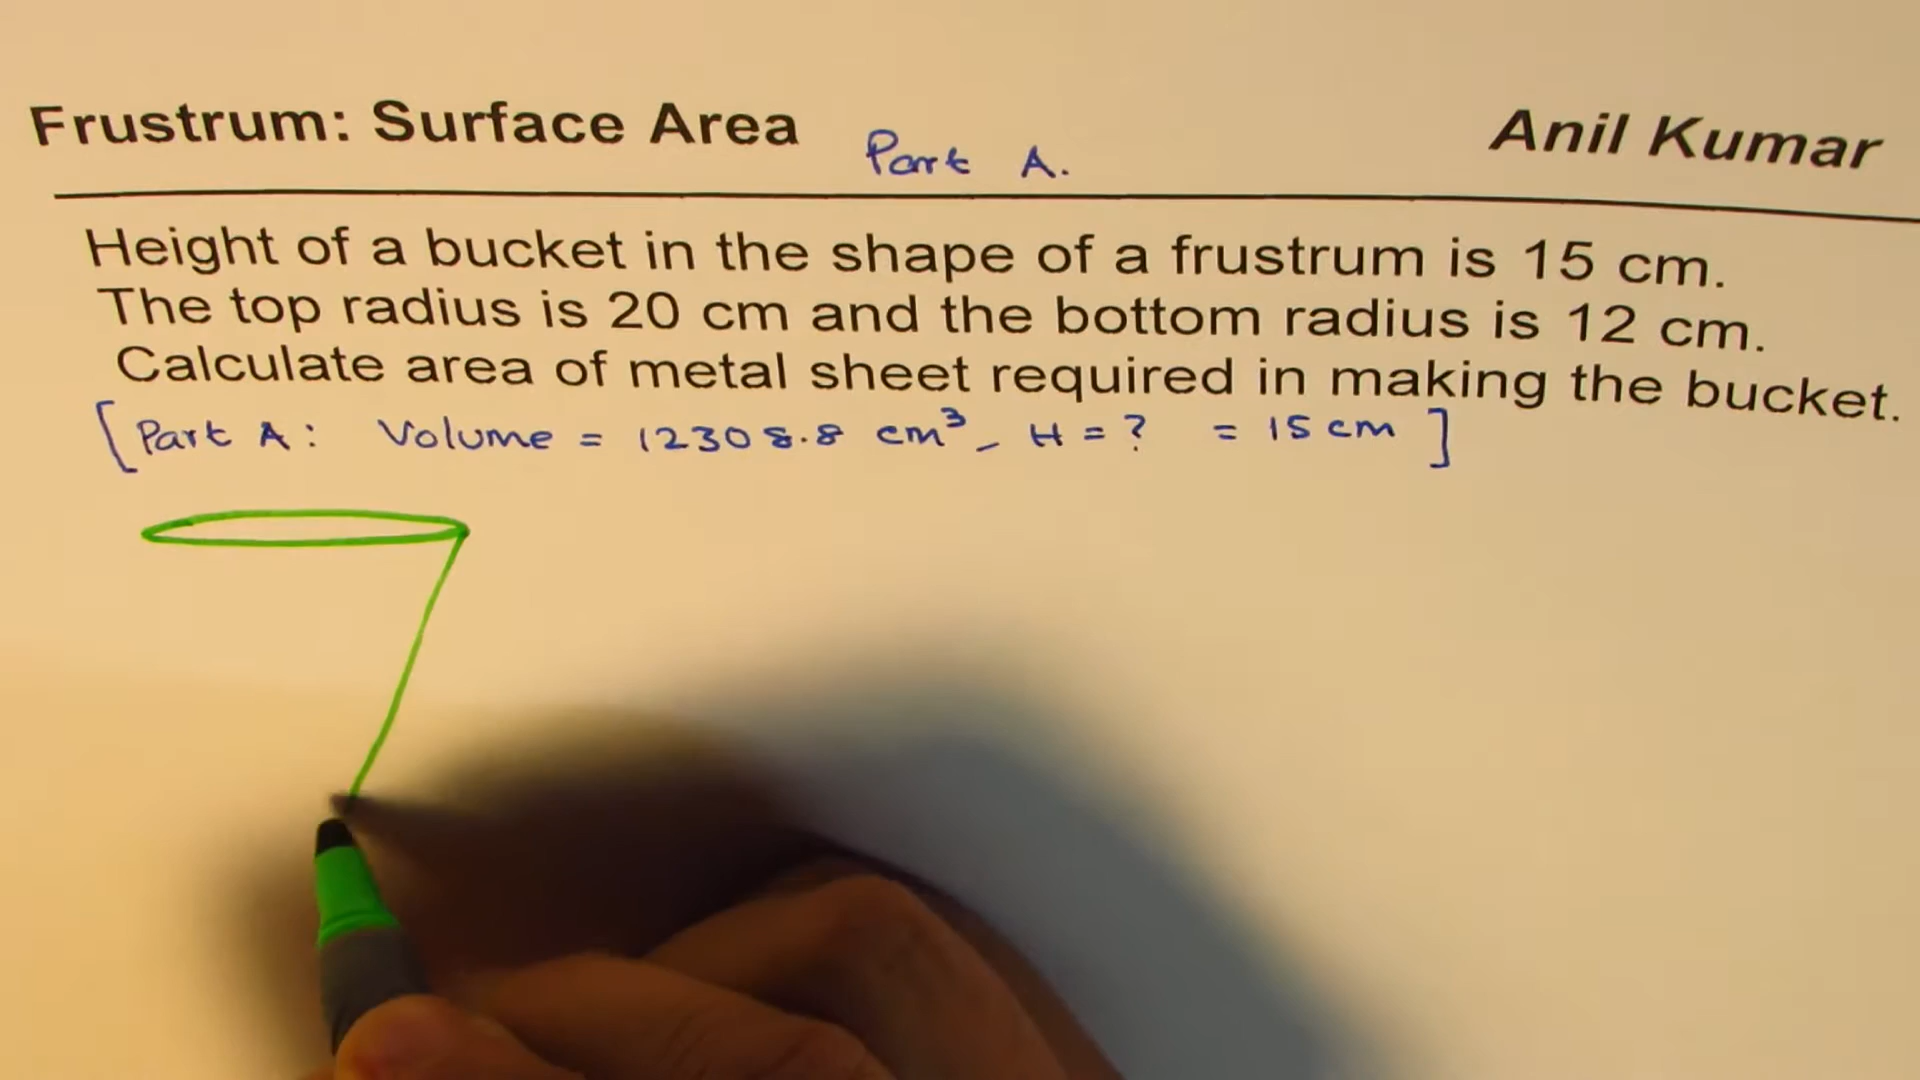 Frustrum: Surface Area Part A. Anil Kumar
Height of a bucket in the shape of a frustrum is 15 cm.
The top radius is 20 cm and the bottom radius is 12 cm.
Calculate area of metal sheet required in making the bucket.
[Part A: Volume = 12308.8 cm³, H = ? = 15 cm]